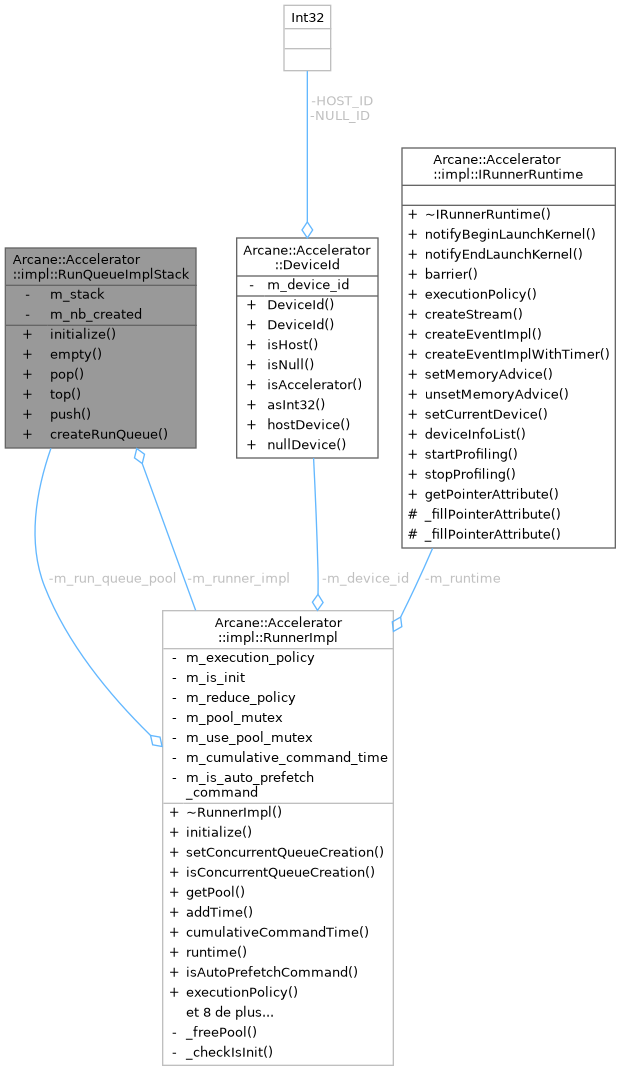 Int32
-HOST_ID
-NULL_ID
Arcane::Accelerator
::impl::IRunnerRuntime
+ ~IRunnerRuntime()
+ notifyBeginLaunchKernel()
+ notifyEndLaunchKernel()
+ barrier()
+ executionPolicy()
+ createStream()
+ createEventImpl()
+ createEventImplWithTimer()
+ setMemoryAdvice()
+ unsetMemoryAdvice()
+ setCurrentDevice()
+ deviceInfoList()
+ startProfiling()
+ stopProfiling()
+ getPointerAttribute()
# _fillPointerAttribute()
# _fillPointerAttribute()
Arcane::Accelerator
::DeviceId
- m_device_id
+ DeviceId()
+ DeviceId()
+ isHost()
+ isNull()
+ isAccelerator()
+ asInt32()
+ hostDevice()
+ nullDevice()
Arcane::Accelerator
::impl::RunQueueImplStack
- m_stack
- m_nb_created
+ initialize()
+ empty()
+ pop()
+ top()
+ push()
+ createRunQueue()
-m_run_queue_pool
-m_runner_impl
-m_device_id
-m_runtime
Arcane::Accelerator
::impl::RunnerImpl
- m_execution_policy
- m_is_init
- m_reduce_policy
- m_pool_mutex
- m_use_pool_mutex
- m_cumulative_command_time
- m_is_auto_prefetch
_command
+ ~RunnerImpl()
+ initialize()
+ setConcurrentQueueCreation()
+ isConcurrentQueueCreation()
+ getPool()
+ addTime()
+ cumulativeCommandTime()
+ runtime()
+ isAutoPrefetchCommand()
+ executionPolicy()
et 8 de plus...
- _freePool()
- _checkIsInit()